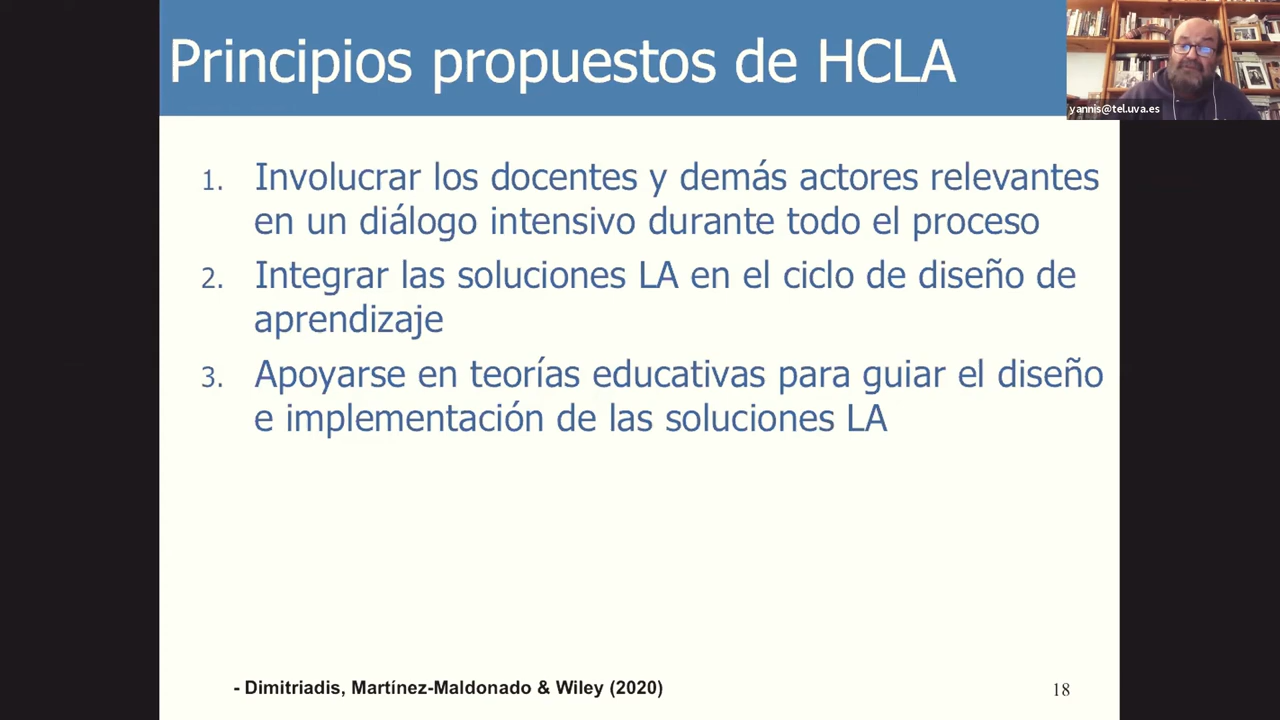 Principios propuestos de HCLA
yannis@tel.uva.es
1. Involucrar los docentes y demás actores relevantes
en un diálogo intensivo durante todo el proceso
2. Integrar las soluciones LA en el ciclo de diseño de
aprendizaje
3. Apoyarse en teorías educativas para guiar el diseño
e implementación de las soluciones LA
- Dimitriadis, Martínez-Maldonado & Wiley (2020)
18